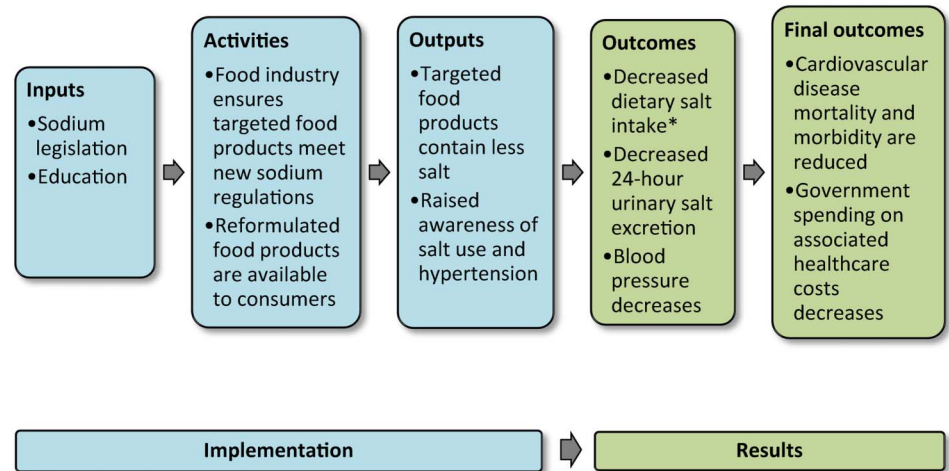 Inputs
•Sodium
legislation
•Education
Activities
•Food industry
ensures
targeted food
products meet
new sodium
regulations
•Reformulated
food products
are available
to consumers
Outputs
•Targeted
food
products
contain less
salt
•Raised
awareness of
salt use and
hypertension
Outcomes
•Decreased
dietary salt
intake*
•Decreased
24-hour
urinary salt
excretion
•Blood
pressure
decreases
Final outcomes
•Cardiovascular
disease
mortality and
morbidity are
reduced
•Government
spending on
associated
healthcare
costs
decreases
Implementation
Results